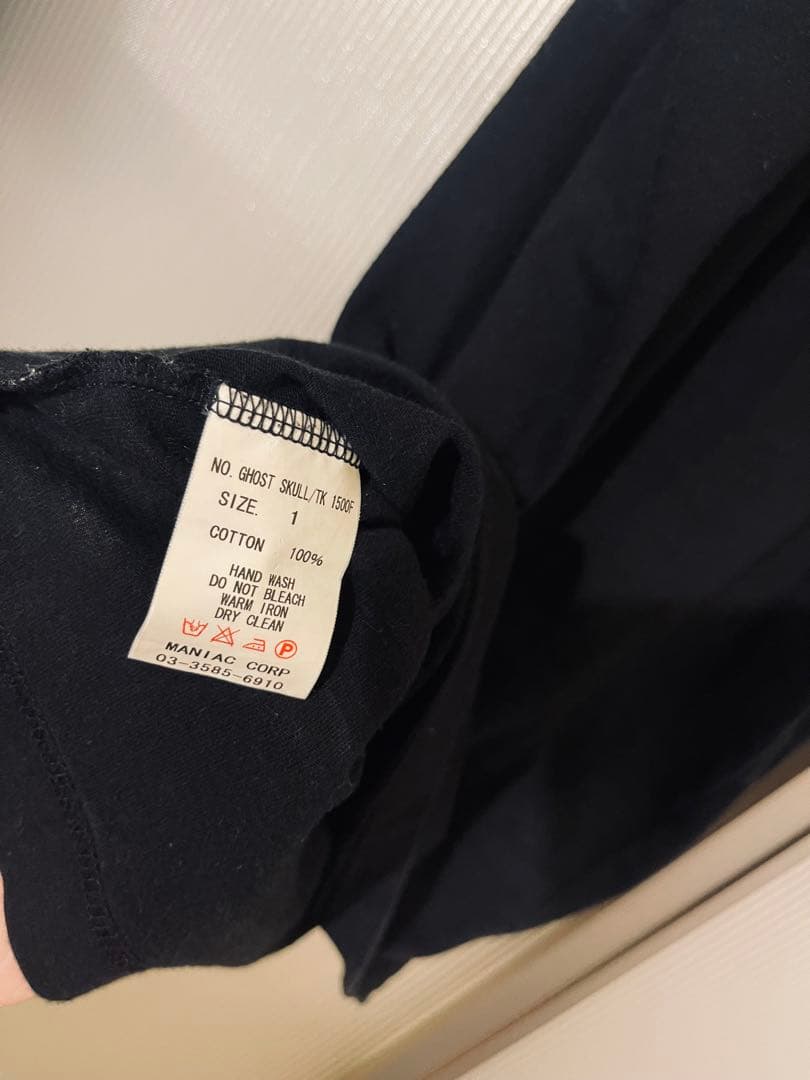 NO. GHOST SKULL/TK 1500F
SIZE. 1
COTTON 100%
HAND WASH
DO NOT BLEACH
WARM IRON
DRY CLEAN
P
MANIAC CORP
03-3585-6910